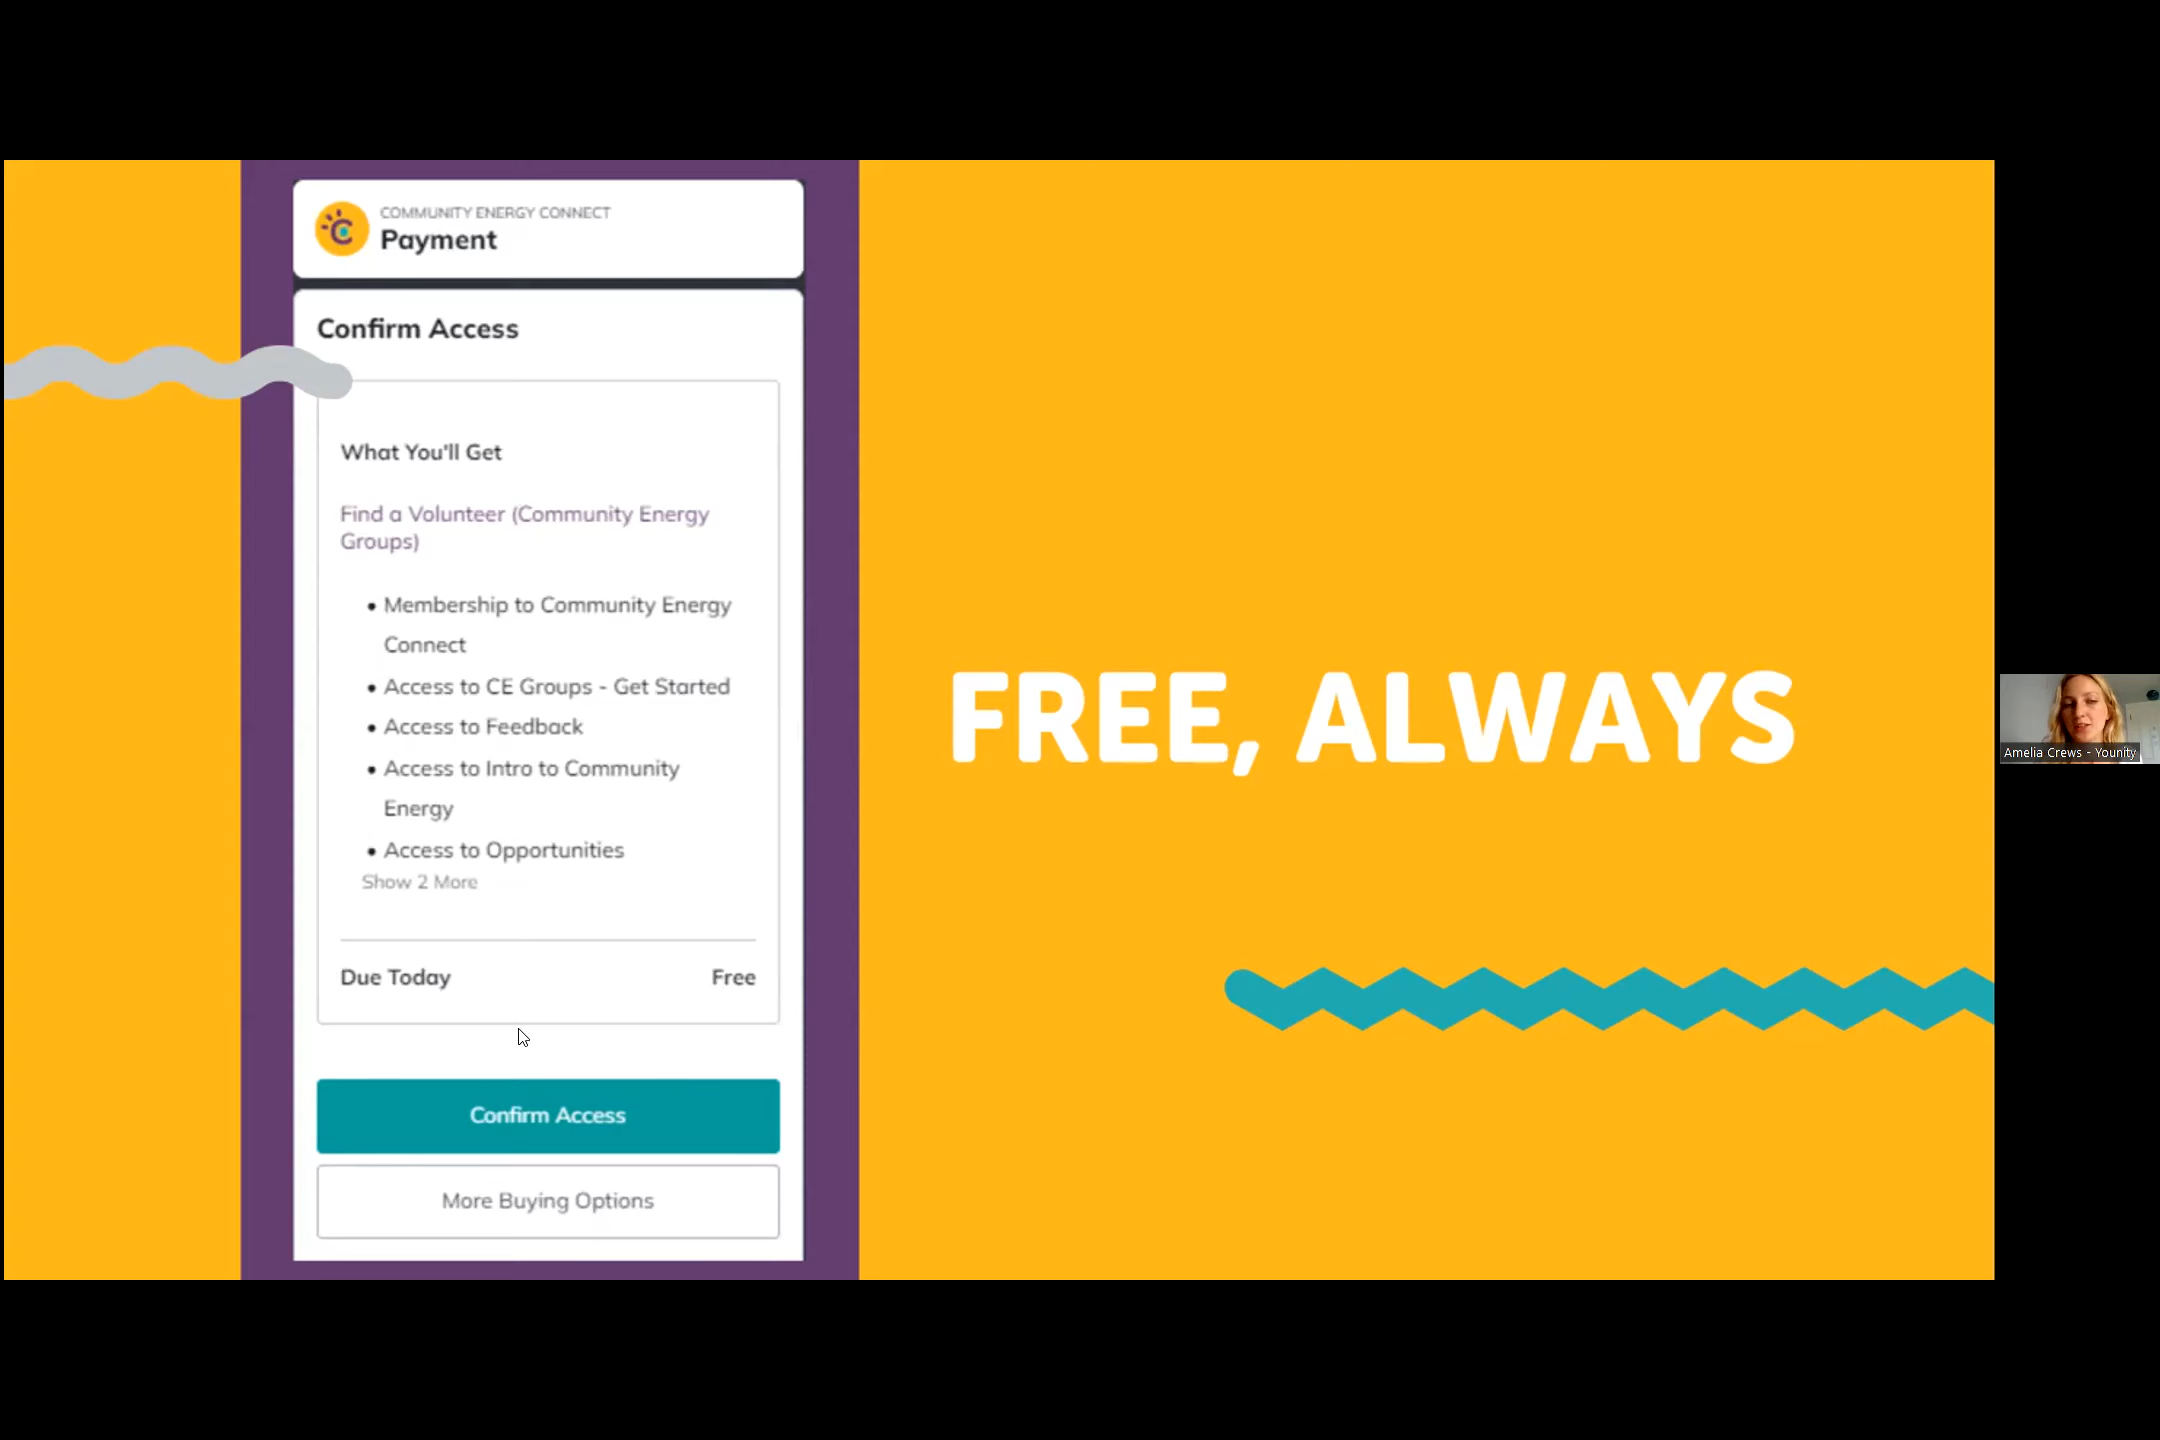 COMMUNITY ENERGY CONNECT
Payment
Confirm Access
What You'll Get
Find a Volunteer (Community Energy
Groups)
• Membership to Community Energy
Connect
• Access to CE Groups - Get Started
• Access to Feedback
• Access to Intro to Community
Energy
• Access to Opportunities
Show 2 More
Due Today Free
Confirm Access
More Buying Options
FREE, ALWAYS
Amelia Crews - Younity